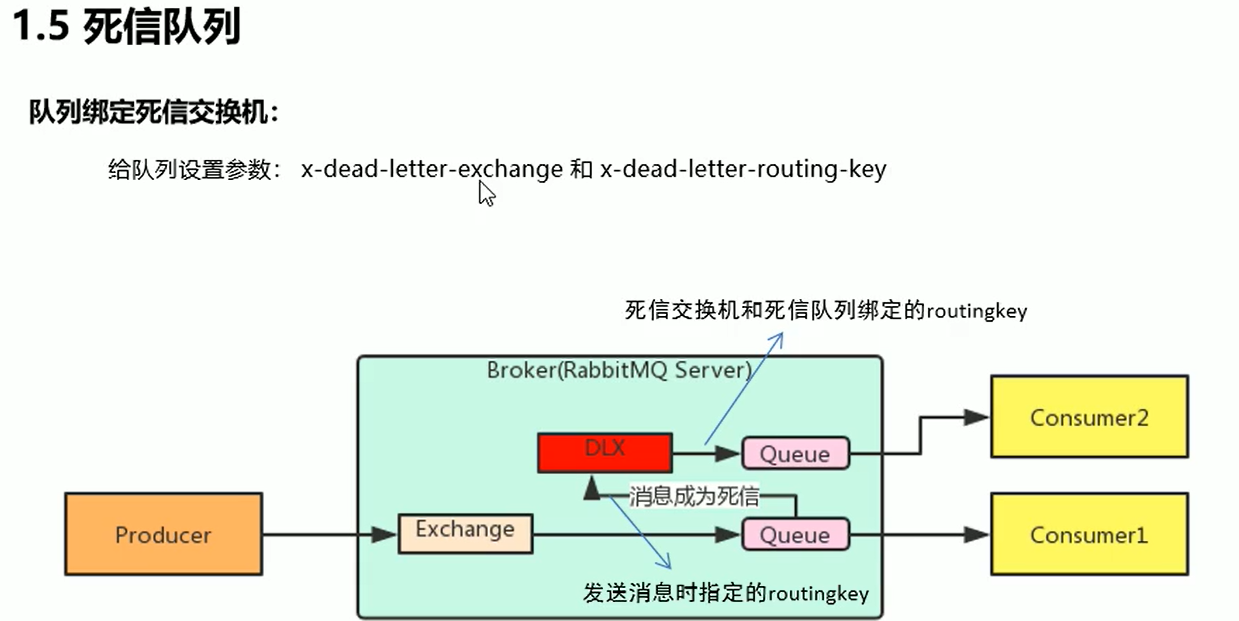 1.5 死信队列
队列绑定死信交换机：
给队列设置参数： x-dead-letter-exchange 和 x-dead-letter-routing-key
死信交换机和死信队列绑定的routingkey
Broker(RabbitMQ Server)
DLX
Queue
Consumer2
消息成为死信
Producer
Exchange
Queue
Consumer1
发送消息时指定的routingkey